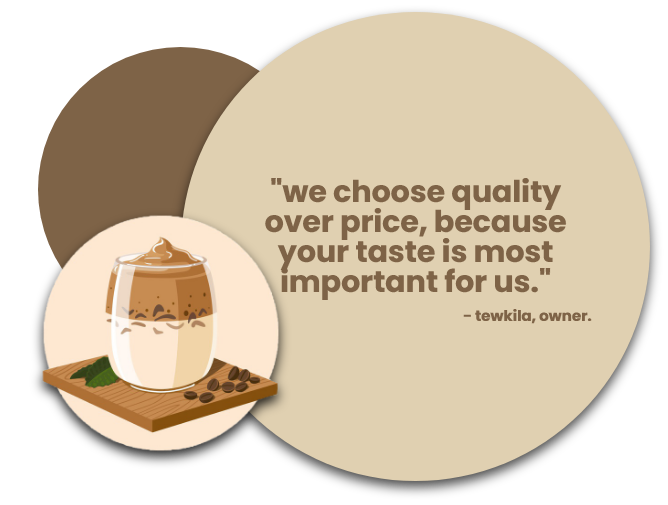 "we choose quality
over price, because
your taste is most
important for us."
- tewkila, owner.